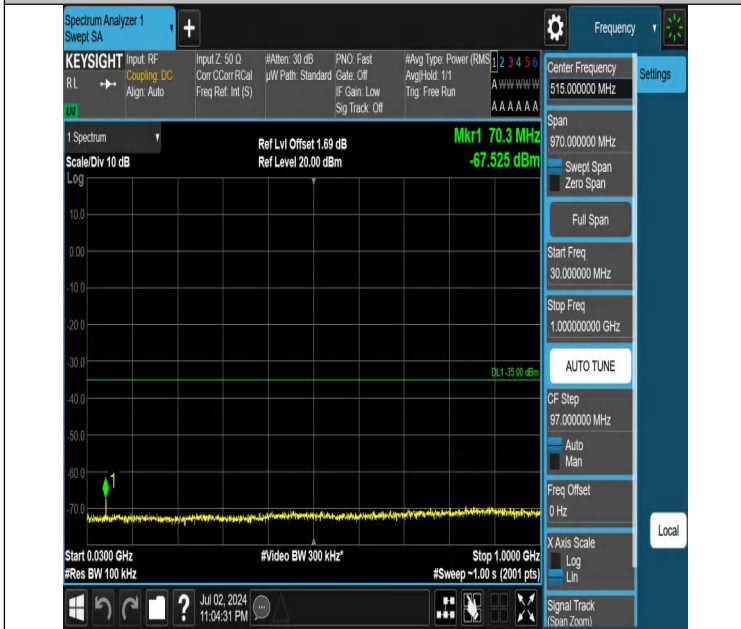 Spectrum Analyzer 1
Swept SA
Frequency
KEYSIGHT
RL
LXI
Input: RF
Coupling: DC
Align: Auto
Input Z: 50 Ω
Corr CCorr RCal
Freq Ref: Int (S)
#Atten: 30 dB
µW Path: Standard
PNO: Fast
Gate: Off
IF Gain: Low
Sig Track: Off
#Avg Type: Power (RMS
Avg|Hold: 1/1
Trig: Free Run
1 2 3 4 5 6
A W W W W W
A A A A A A
1 Spectrum
Scale/Div 10 dB
Log
Ref Lvl Offset 1.69 dB
Ref Level 20.00 dBm
Mkr1 70.3 MHz
-67.525 dBm
10.0
0.00
-10.0
-20.0
-30.0
DL1 -35.00 dBm
-40.0
-50.0
-60.0
1
-70.0
Start 0.0300 GHz
#Res BW 100 kHz
#Video BW 300 kHz*
Stop 1.0000 GHz
#Sweep ~1.00 s (2001 pts)
?
Jul 02, 2024
11:04:31 PM
Center Frequency
515.000000 MHz
Span
970.000000 MHz
Swept Span
Zero Span
Full Span
Start Freq
30.000000 MHz
Stop Freq
1.000000000 GHz
AUTO TUNE
CF Step
97.000000 MHz
Auto
Man
Freq Offset
0 Hz
X Axis Scale
Log
Lin
Signal Track
(Span Zoom)
Settings
Local